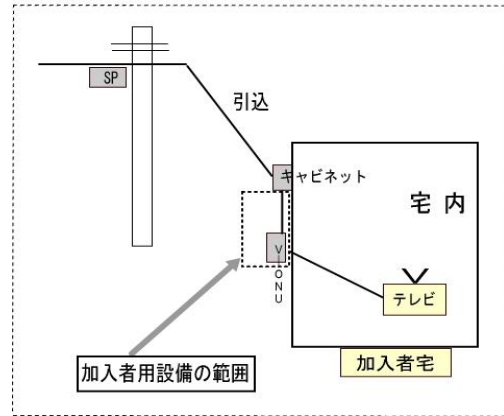 SP
引込
キャビネット
宅内
V-ONU
テレビ
加入者用設備の範囲
加入者宅